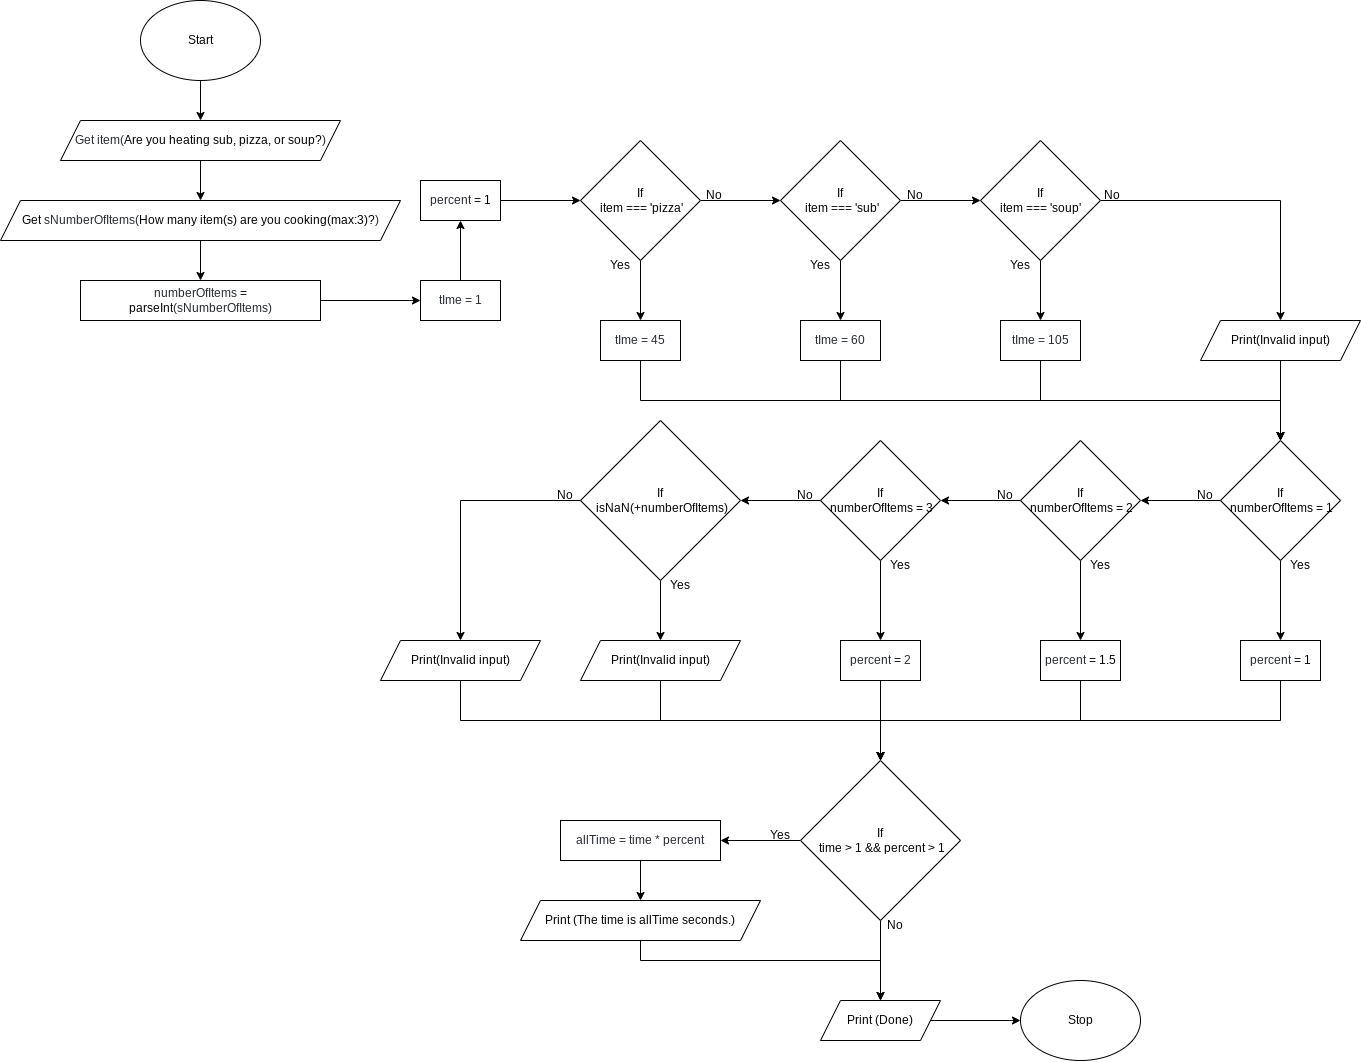 Start
Get item(Are you heating sub, pizza, or soup?)
Get sNumberOfItems(How many item(s) are you cooking(max:3)?)
numberOfItems =
parseInt(sNumberOfItems)
tIme = 1
percent = 1
If
item === 'pizza'
No
If
item === 'sub'
No
If
item === 'soup'
No
Yes
Yes
Yes
tIme = 45
tIme = 60
tIme = 105
Print(Invalid input)
If
numberOfItems = 1
No
If
numberOfItems = 2
No
If
numberOfItems = 3
No
If
isNaN(+numberOfItems)
No
Yes
Yes
Yes
Yes
Print(Invalid input)
Print(Invalid input)
percent = 2
percent = 1.5
percent = 1
If
time > 1 && percent > 1
Yes
allTime = time * percent
Print (The time is allTime seconds.)
No
Print (Done)
Stop